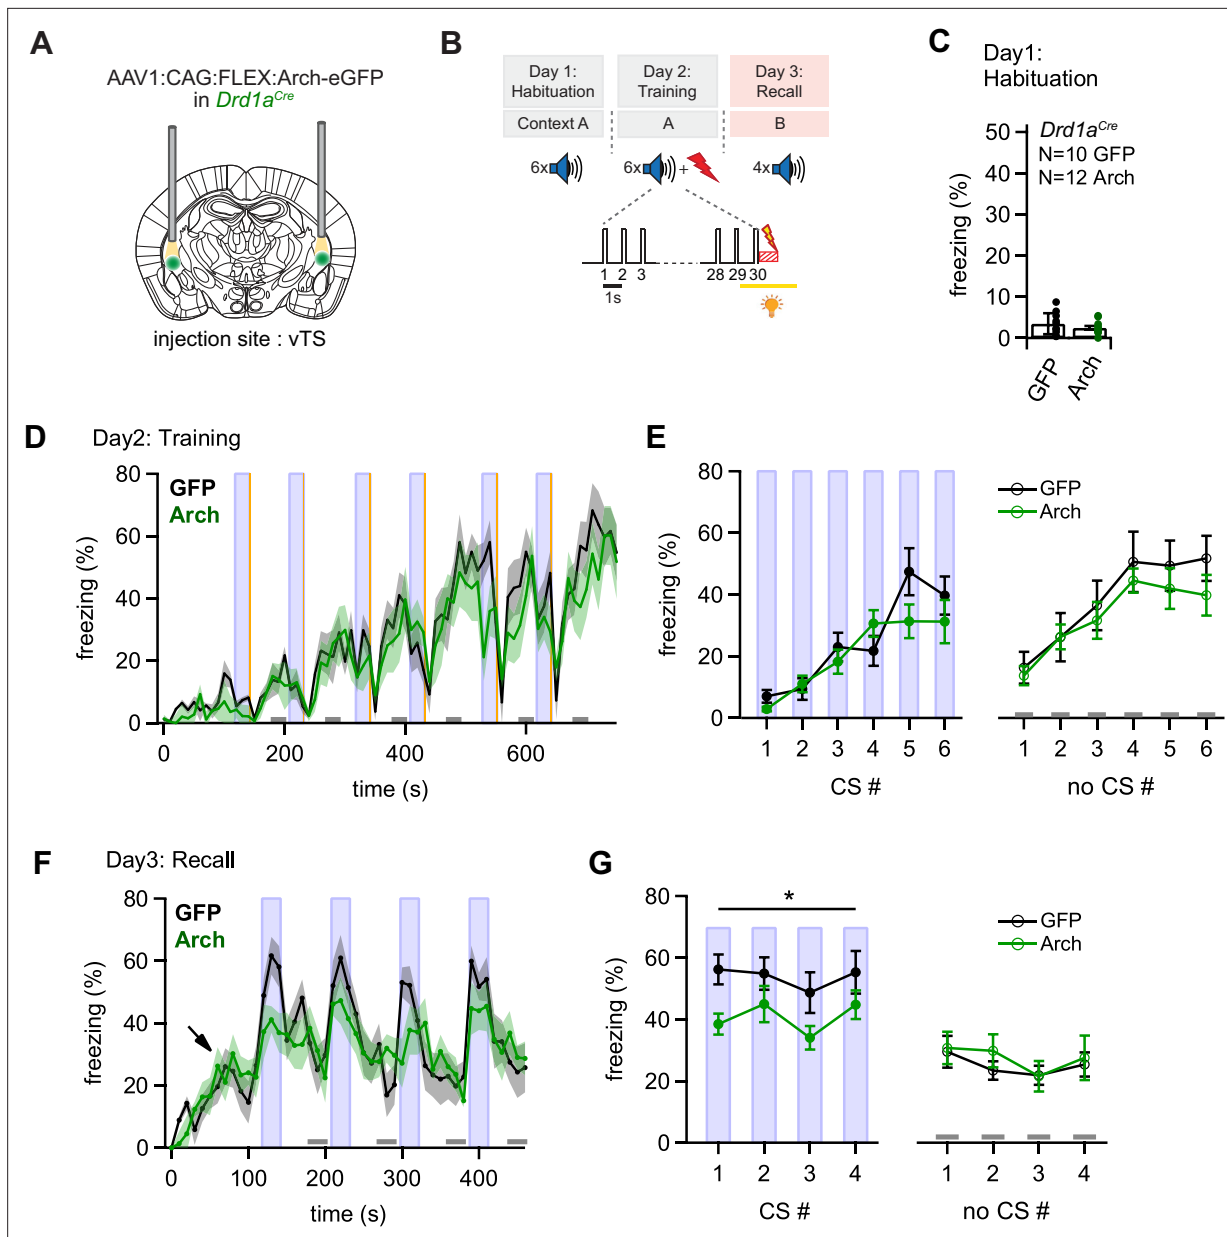 A
AAV1:CAG:FLEX:Arch-eGFP
in Drd1aCre
injection site : vTS
B
Day 1:
Habituation
Day 2:
Training
Day 3:
Recall
Context A
A
B
6x
6x
+
4x
1 2 3 28 29 30
1s
C
Day1:
Habituation
Drd1aCre
N=10 GFP
N=12 Arch
freezing (%)
50
40
30
20
10
0
GFP
Arch
D
Day2: Training
GFP
Arch
freezing (%)
80
60
40
20
0
0 200 400 600
time (s)
E
GFP
Arch
freezing (%)
80
60
40
20
0
1 2 3 4 5 6
CS #
1 2 3 4 5 6
no CS #
F
Day3: Recall
GFP
Arch
freezing (%)
80
60
40
20
0
0 100 200 300 400
time (s)
G
*
GFP
Arch
freezing (%)
80
60
40
20
0
1 2 3 4
CS #
1 2 3 4
no CS #